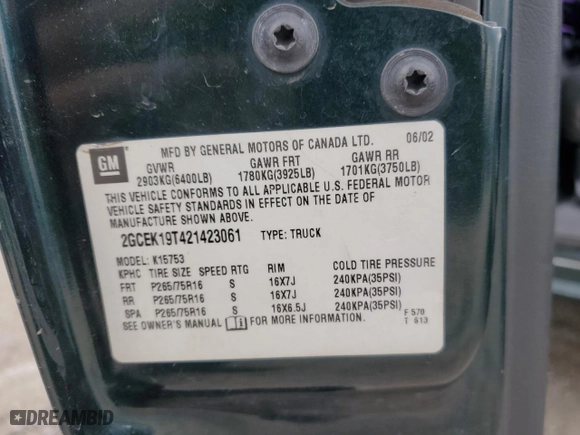 GM
MFD BY GENERAL MOTORS OF CANADA LTD. 06/02
GVWR GAWR FRT GAWR RR
2903KG(6400LB) 1780KG(3925LB) 1701KG(3750LB)
THIS VEHICLE CONFORMS TO ALL APPLICABLE U.S. FEDERAL MOTOR
VEHICLE SAFETY STANDARDS IN EFFECT ON THE DATE OF
MANUFACTURE SHOWN ABOVE.
2GCEK19T421423061 TYPE: TRUCK
MODEL: K15753
KPHC TIRE SIZE SPEED RTG RIM COLD TIRE PRESSURE
FRT P265/75R16 S 16X7J 240KPA(35PSI)
RR P265/75R16 S 16X7J 240KPA(35PSI)
SPA P265/75R16 S 16X6.5J 240KPA(35PSI)
SEE OWNER'S MANUAL FOR MORE INFORMATION.
F 570
T 613
DREAMBID